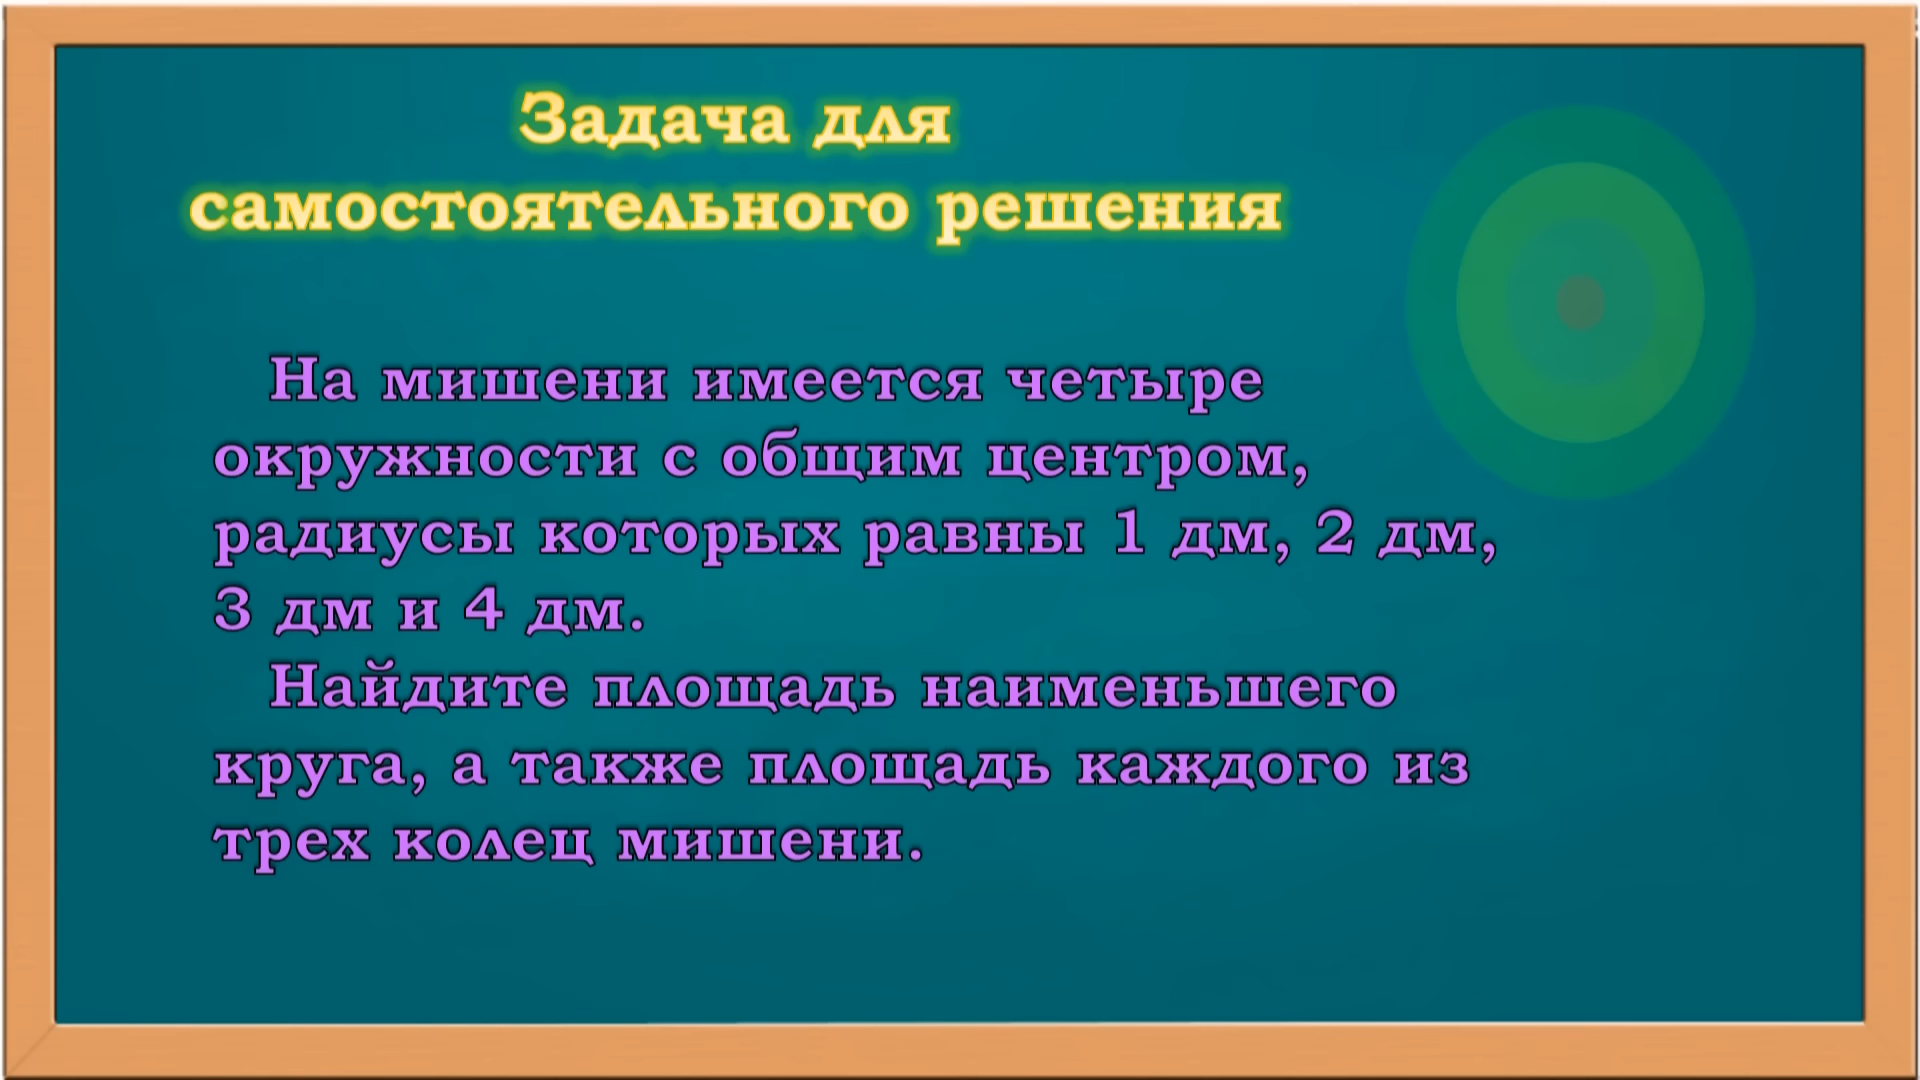 Задача для
самостоятельного решения
На мишени имеется четыре
окружности с общим центром,
радиусы которых равны 1 дм, 2 дм,
3 дм и 4 дм.
Найдите площадь наименьшего
круга, а также площадь каждого из
трех колец мишени.